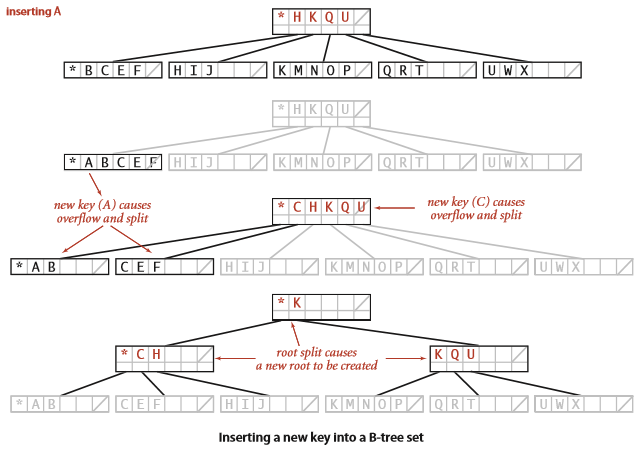 inserting A
* H K Q U
* B C E F H I J K M N O P Q R T U W X
* H K Q U
* A B C E F H I J K M N O P Q R T U W X
new key (A) causes
overflow and split
* C H K Q U
new key (C) causes
overflow and split
* A B C E F H I J K M N O P Q R T U W X
* K
* C H
root split causes
a new root to be created
K Q U
* A B C E F H I J K M N O P Q R T U W X
Inserting a new key into a B-tree set